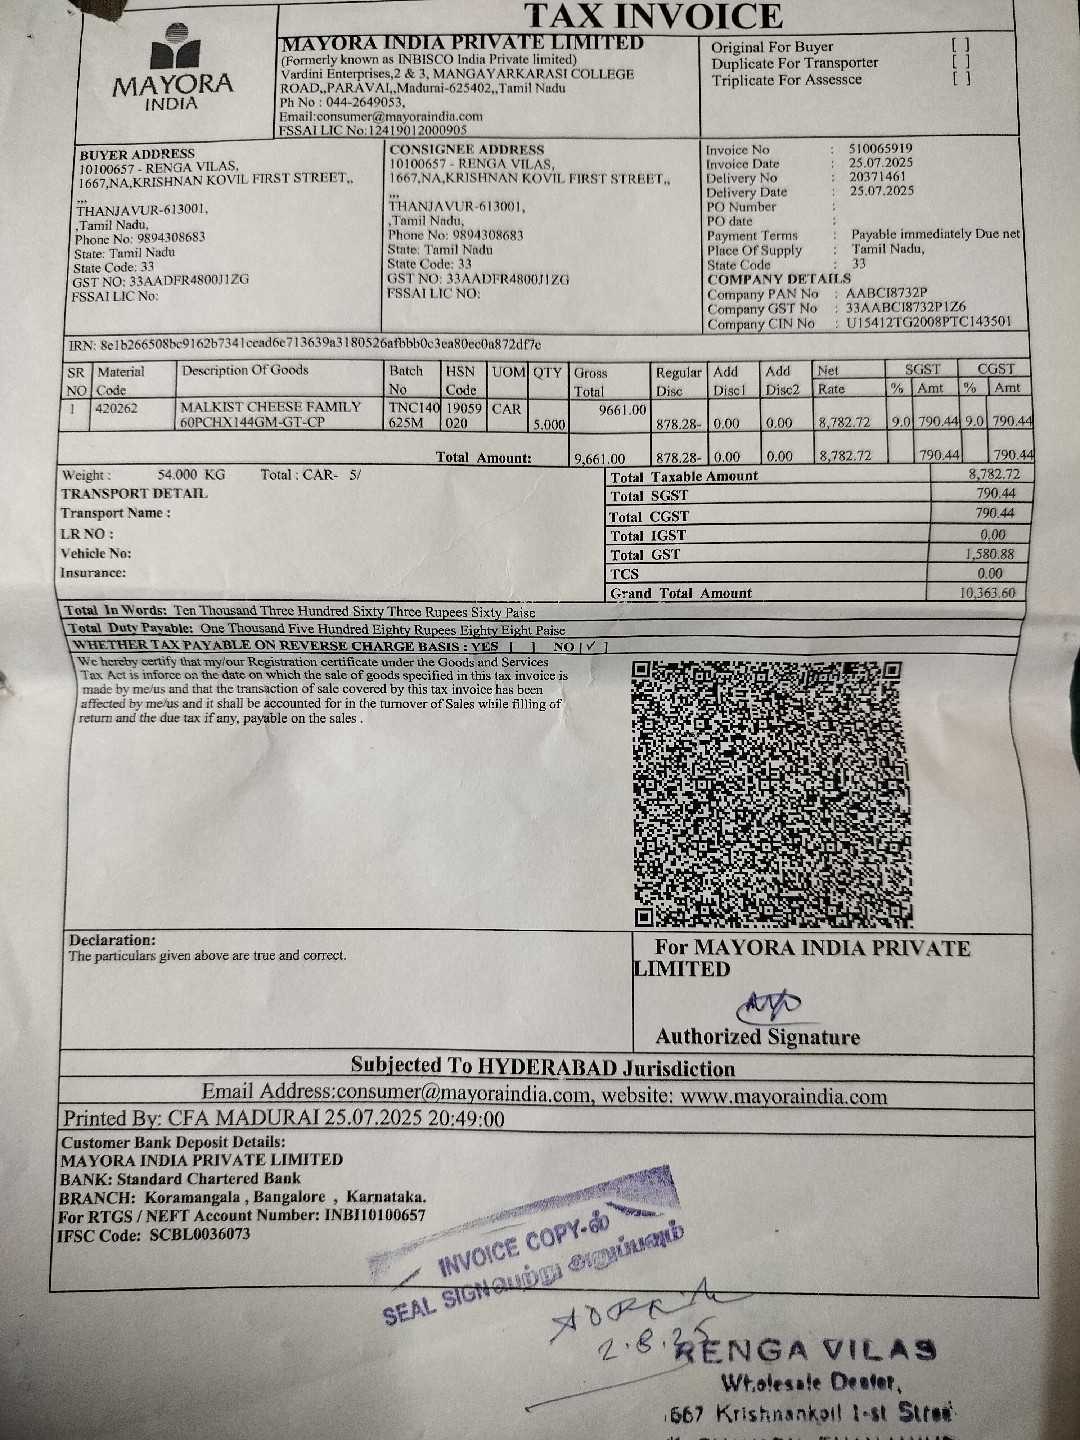 TAX INVOICE
MAYORA
INDIA
MAYORA INDIA PRIVATE LIMITED
(Formerly known as INBISCO India Private limited)
Vardini Enterprises,2 & 3, MANGAYARKARASI COLLEGE
ROAD,,PARAVAI,,Madurai-625402,,Tamil Nadu
Ph No : 044-2649053,
Email:consumer@mayoraindia.com
FSSAI LIC No:12419012000905
Original For Buyer [ ]
Duplicate For Transporter [ ]
Triplicate For Assessce [ ]
BUYER ADDRESS
10100657 - RENGA VILAS,
1667,NA,KRISHNAN KOVIL FIRST STREET,,
,,,
THANJAVUR-613001,
,Tamil Nadu,
Phone No: 9894308683
State: Tamil Nadu
State Code: 33
GST NO: 33AADFR4800J1ZG
FSSAI LIC No:
CONSIGNEE ADDRESS
10100657 - RENGA VILAS,
1667,NA,KRISHNAN KOVIL FIRST STREET,,
,,,
THANJAVUR-613001,
,Tamil Nadu,
Phone No: 9894308683
State: Tamil Nadu
State Code: 33
GST NO: 33AADFR4800J1ZG
FSSAI LIC NO:
Invoice No : 510065919
Invoice Date : 25.07.2025
Delivery No : 20371461
Delivery Date : 25.07.2025
PO Number :
PO date :
Payment Terms : Payable immediately Due net
Place Of Supply : Tamil Nadu,
State Code : 33
COMPANY DETAILS
Company PAN No : AABCI8732P
Company GST No : 33AABCI8732P1Z6
Company CIN No : U15412TG2008PTC143501
IRN: 8e1b266508bc9162b7341cead6e713639a3180526afbbb0c3ea80ec0a872df7c
SR Material Description Of Goods Batch HSN UOM QTY Gross Regular Add Add Net SGST CGST
NO Code No Code Total Disc Disc1 Disc2 Rate % Amt % Amt
1 420262 MALKIST CHEESE FAMILY TNC140 19059 CAR 9661.00
60PCHX144GM-GT-CP 625M 020 5.000 878.28- 0.00 0.00 8,782.72 9.0 790.44 9.0 790.44
Total Amount: 9,661.00 878.28- 0.00 0.00 8,782.72 790.44 790.44
Weight : 54.000 KG Total : CAR- 5/
TRANSPORT DETAIL
Transport Name :
LR NO :
Vehicle No:
Insurance:
Total Taxable Amount 8,782.72
Total SGST 790.44
Total CGST 790.44
Total IGST 0.00
Total GST 1,580.88
TCS 0.00
Grand Total Amount 10,363.60
Total In Words: Ten Thousand Three Hundred Sixty Three Rupees Sixty Paise
Total Duty Payable: One Thousand Five Hundred Eighty Rupees Eighty Eight Paise
WHETHER TAX PAYABLE ON REVERSE CHARGE BASIS : YES [ ] NO [✓ ]
We hereby certify that my/our Registration certificate under the Goods and Services
Tax Act is inforce on the date on which the sale of goods specified in this tax invoice is
made by me/us and that the transaction of sale covered by this tax invoice has been
affected by me/us and it shall be accounted for in the turnover of Sales while filling of
return and the due tax if any, payable on the sales .
Declaration:
The particulars given above are true and correct.
For MAYORA INDIA PRIVATE
LIMITED
Authorized Signature
Subjected To HYDERABAD Jurisdiction
Email Address:consumer@mayoraindia.com, website: www.mayoraindia.com
Printed By: CFA MADURAI 25.07.2025 20:49:00
Customer Bank Deposit Details:
MAYORA INDIA PRIVATE LIMITED
BANK: Standard Chartered Bank
BRANCH: Koramangala , Bangalore , Karnataka.
For RTGS / NEFT Account Number: INBI10100657
IFSC Code: SCBL0036073
INVOICE COPY-ல்
SEAL SIGN பெற்று அனுப்பவும்
2.8.25
RENGA VILAS
Wholesale Dealer,
1667 Krishnankoil 1-st Street